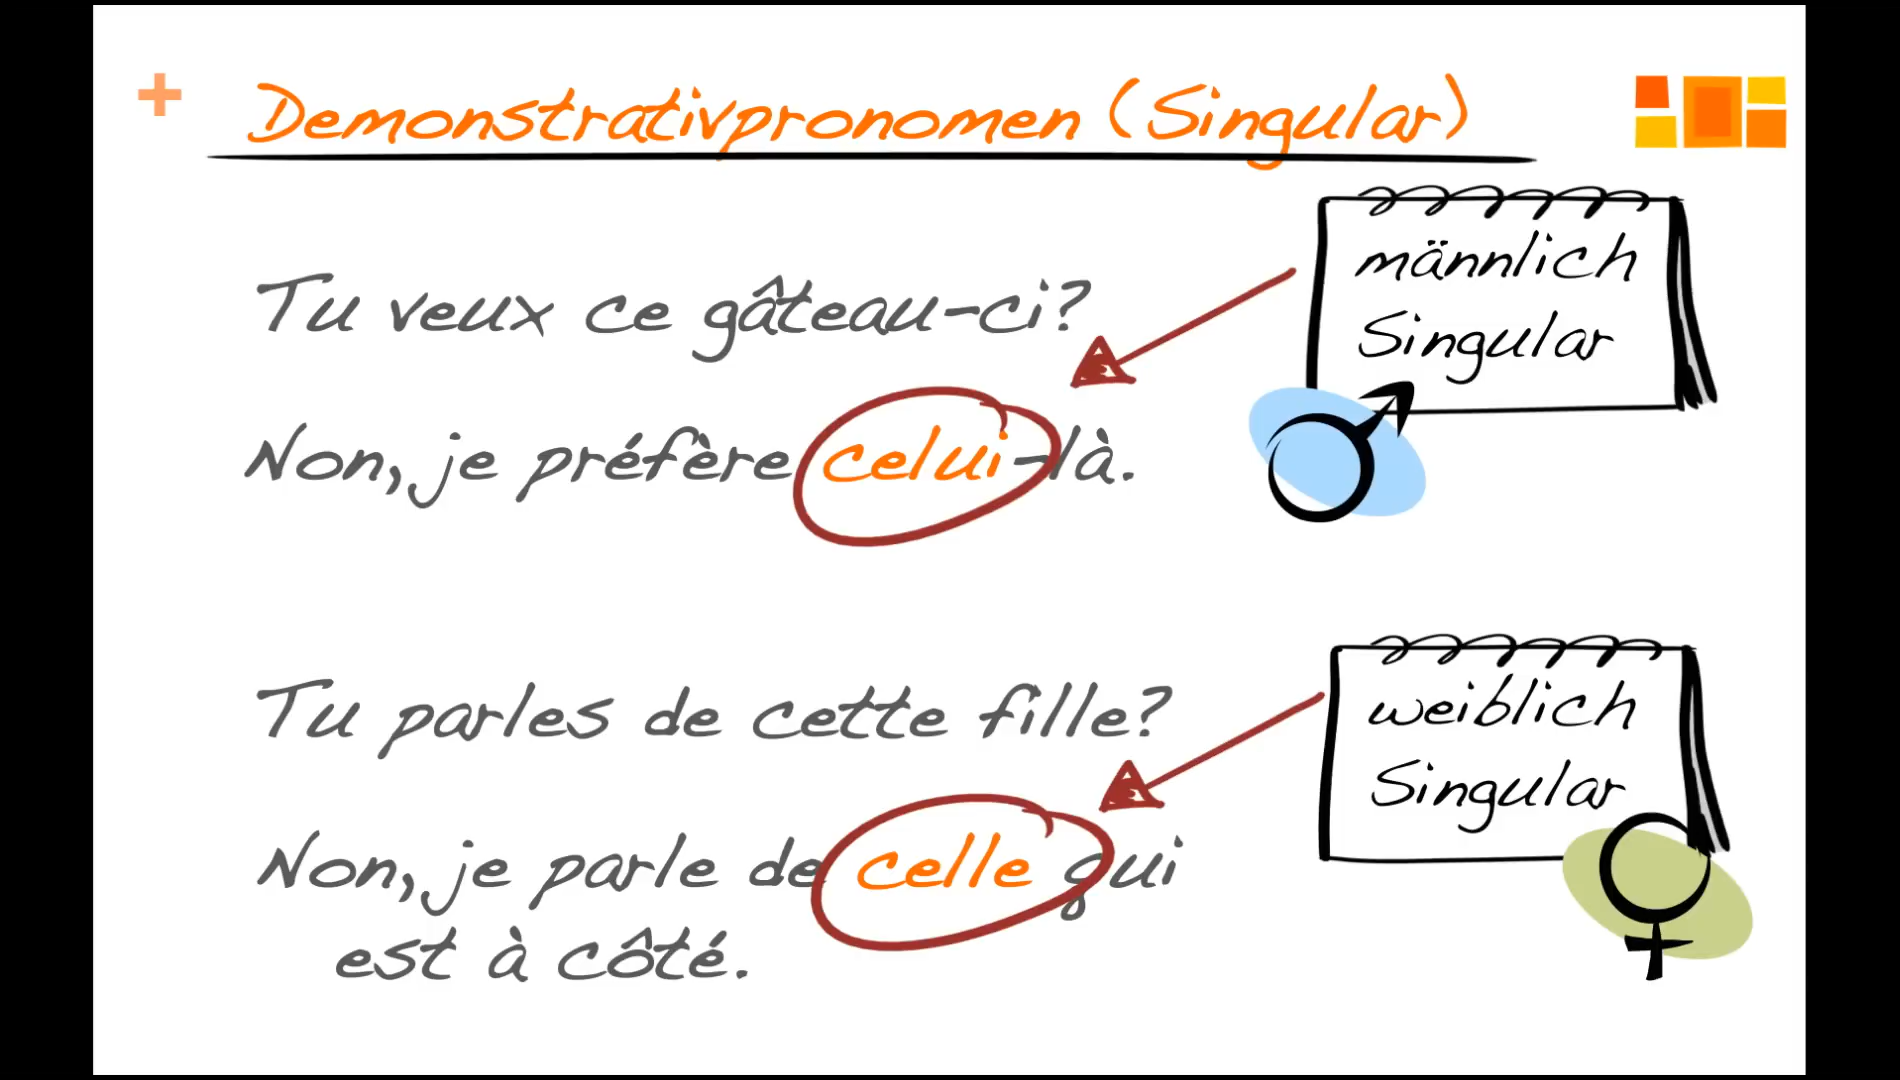 Demonstrativpronomen (Singular)
männlich
Singular
Tu veux ce gâteau-ci?
Non, je préfère celui-là.
weiblich
Singular
Tu parles de cette fille?
Non, je parle de celle qui
est à côté.